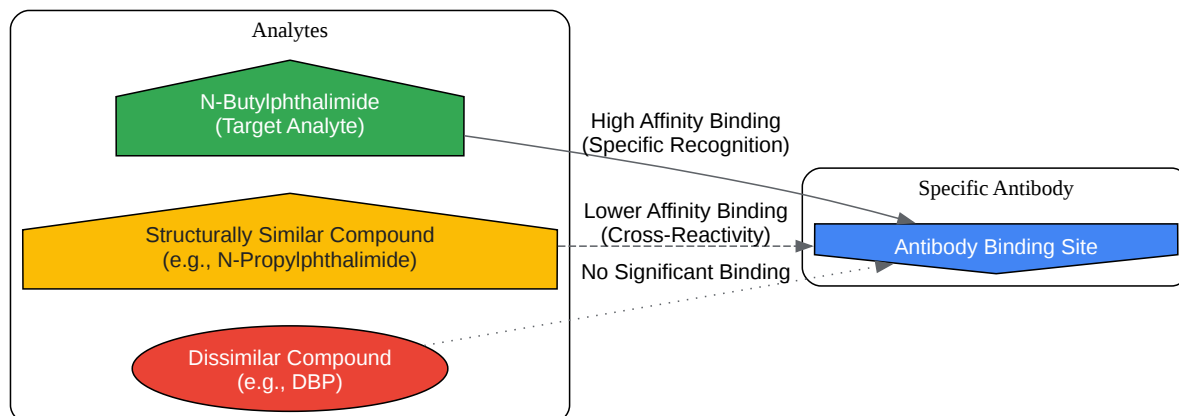 Analytes
N-Butylphthalimide
(Target Analyte)
High Affinity Binding
(Specific Recognition)
Specific Antibody
Structurally Similar Compound
(e.g., N-Propylphthalimide)
Lower Affinity Binding
(Cross-Reactivity)
Antibody Binding Site
No Significant Binding
Dissimilar Compound
(e.g., DBP)